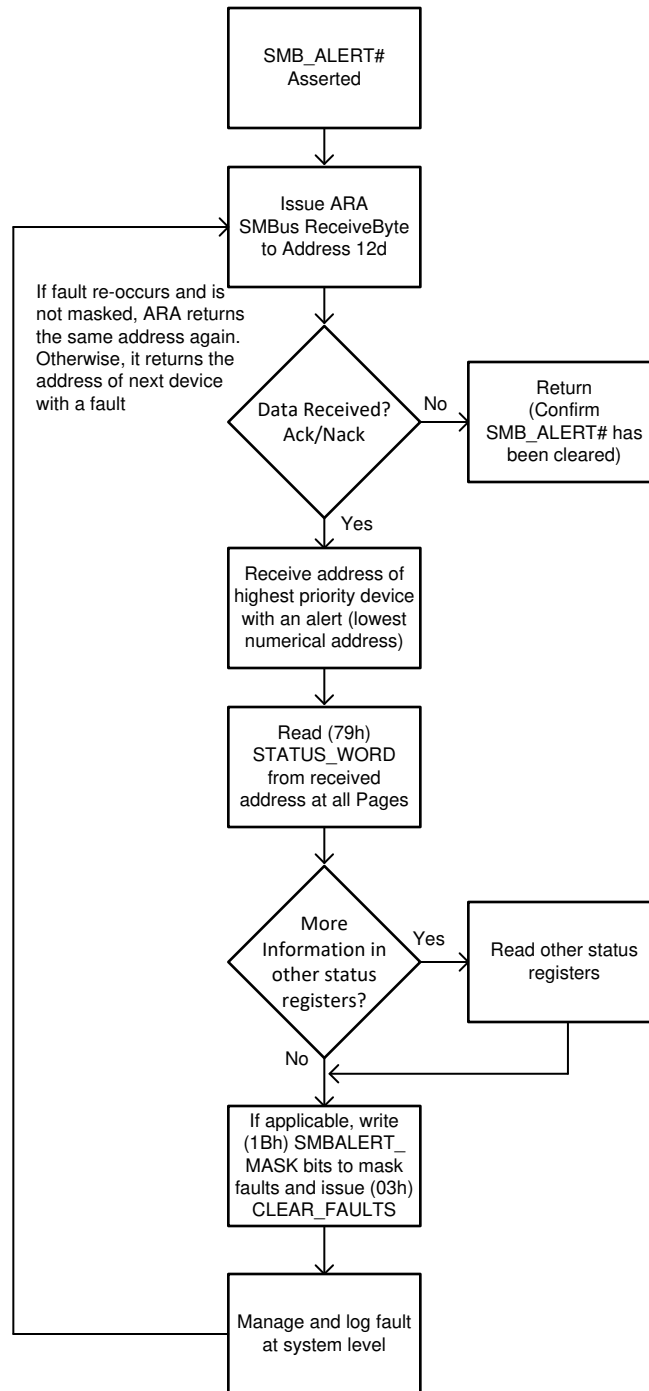 SMB_ALERT#
Asserted
Issue ARA
SMBus ReceiveByte
to Address 12d
If fault re-occurs and is
not masked, ARA returns
the same address again.
Otherwise, it returns the
address of next device
with a fault
Data Received?
Ack/Nack
No
Return
(Confirm
SMB_ALERT# has
been cleared)
Yes
Receive address of
highest priority device
with an alert (lowest
numerical address)
Read (79h)
STATUS_WORD
from received
address at all Pages
More
Information in
other status
registers?
Yes
Read other status
registers
No
If applicable, write
(1Bh) SMBALERT_
MASK bits to mask
faults and issue (03h)
CLEAR_FAULTS
Manage and log fault
at system level